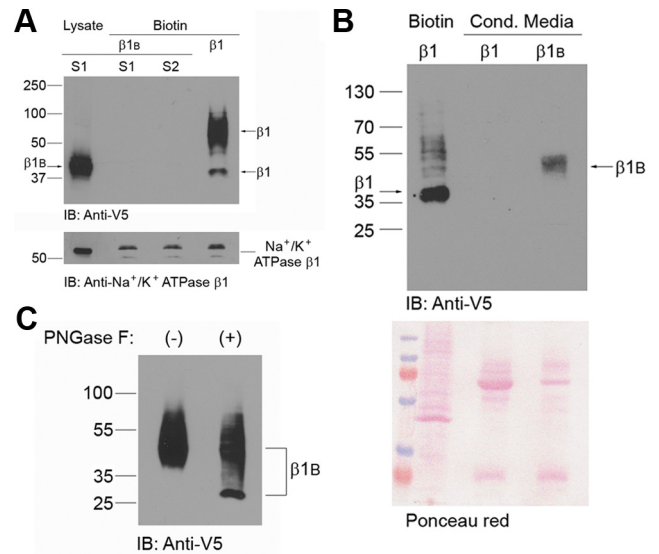 A
Lysate Biotin
β1B β1
S1 S1 S2
250
100
50
β1B
37
β1
β1
IB: Anti-V5
50
Na+/K+
ATPase β1
IB: Anti-Na+/K+ ATPase β1
B
Biotin Cond. Media
β1 β1 β1B
130
70
55
β1
35
25
β1B
IB: Anti-V5
Ponceau red
C
PNGase F: (-) (+)
100
55
35
25
β1B
IB: Anti-V5